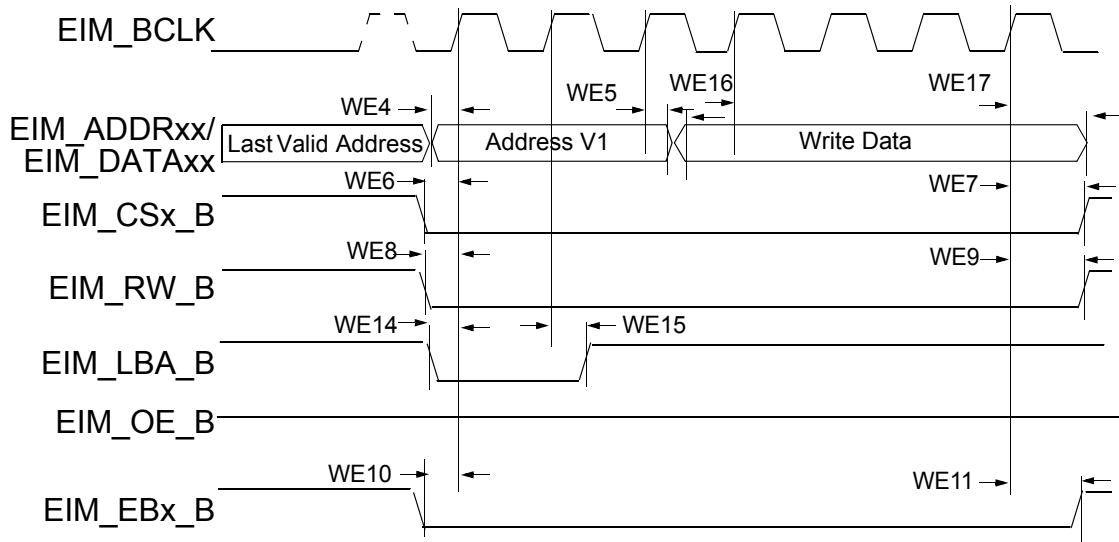 EIM_BCLK
WE4
WE5
WE16
WE17
EIM_ADDRxx/
EIM_DATAxx
Last Valid Address
Address V1
Write Data
WE6
WE7
EIM_CSx_B
WE8
WE9
EIM_RW_B
WE14
WE15
EIM_LBA_B
EIM_OE_B
WE10
WE11
EIM_EBx_B